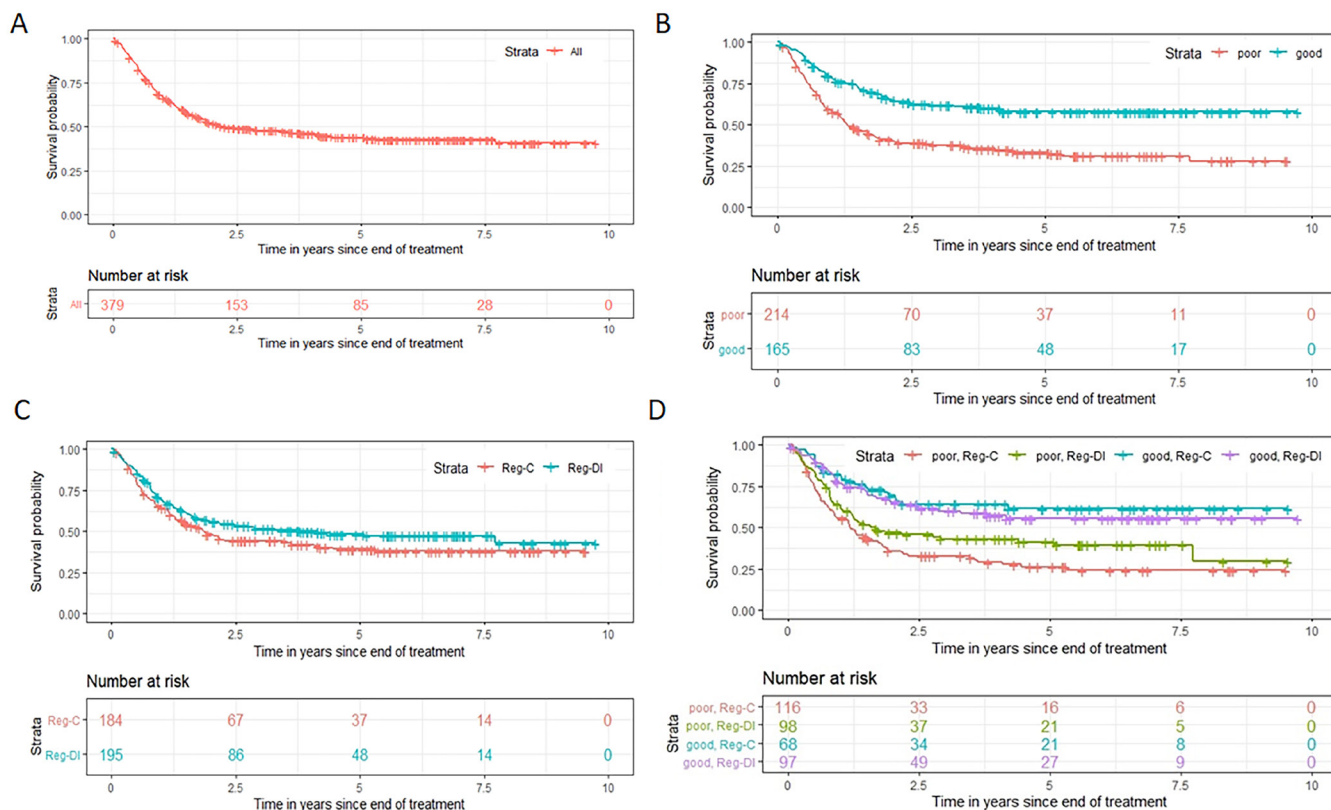 A
Strata All
1.00
0.75
0.50
0.25
0.00
Survival probability
0 2.5 5 7.5 10
Time in years since end of treatment
Number at risk
Strata
All 379 153 85 28 0
0 2.5 5 7.5 10
Time in years since end of treatment
B
Strata poor good
1.00
0.75
0.50
0.25
0.00
Survival probability
0 2.5 5 7.5 10
Time in years since end of treatment
Number at risk
Strata
poor 214 70 37 11 0
good 165 83 48 17 0
0 2.5 5 7.5 10
Time in years since end of treatment
C
Strata Reg-C Reg-DI
1.00
0.75
0.50
0.25
0.00
Survival probability
0 2.5 5 7.5 10
Time in years since end of treatment
Number at risk
Strata
Reg-C 184 67 37 14 0
Reg-DI 195 86 48 14 0
0 2.5 5 7.5 10
Time in years since end of treatment
D
Strata poor, Reg-C poor, Reg-DI good, Reg-C good, Reg-DI
1.00
0.75
0.50
0.25
0.00
Survival probability
0 2.5 5 7.5 10
Time in years since end of treatment
Number at risk
Strata
poor, Reg-C 116 33 16 6 0
poor, Reg-DI 98 37 21 5 0
good, Reg-C 68 34 21 8 0
good, Reg-DI 97 49 27 9 0
0 2.5 5 7.5 10
Time in years since end of treatment